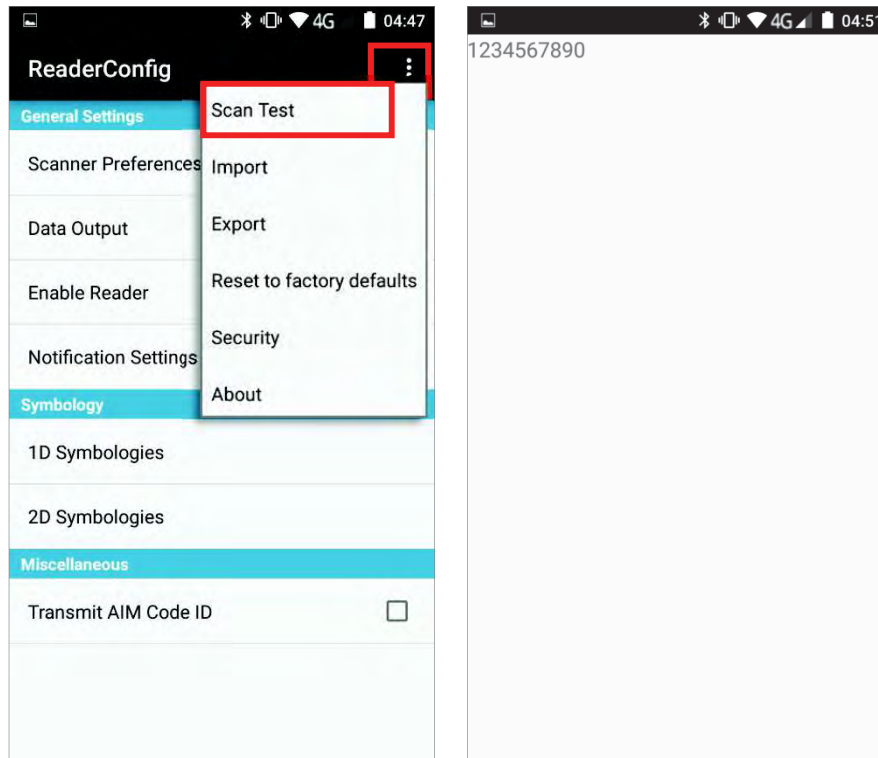 4G 04:47
ReaderConfig
General Settings
Scan Test
Scanner Preferences
Import
Data Output
Export
Enable Reader
Reset to factory defaults
Notification Settings
Security
Symbology
About
1D Symbologies
2D Symbologies
Miscellaneous
Transmit AIM Code ID
4G 04:51
1234567890